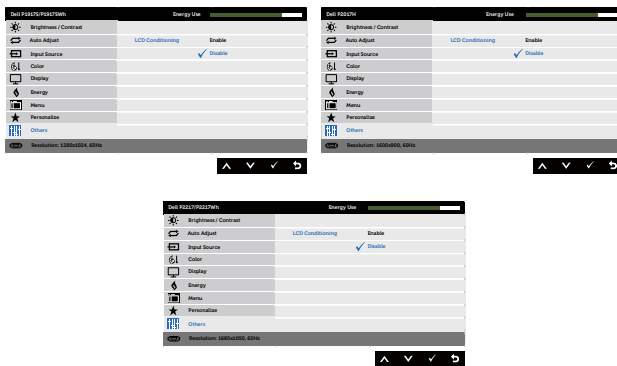 Dell P1917S/P1917SWh Energy Use
Brightness / Contrast
Auto Adjust LCD Conditioning Enable
Input Source Disable
Color
Display
Energy
Menu
Personalize
Others
Resolution: 1280x1024, 60Hz
Dell P2017H Energy Use
Brightness / Contrast
Auto Adjust LCD Conditioning Enable
Input Source Disable
Color
Display
Energy
Menu
Personalize
Others
Resolution: 1600x900, 60Hz
Dell P2217/P2217Wh Energy Use
Brightness / Contrast
Auto Adjust LCD Conditioning Enable
Input Source Disable
Color
Display
Energy
Menu
Personalize
Others
Resolution: 1680x1050, 60Hz